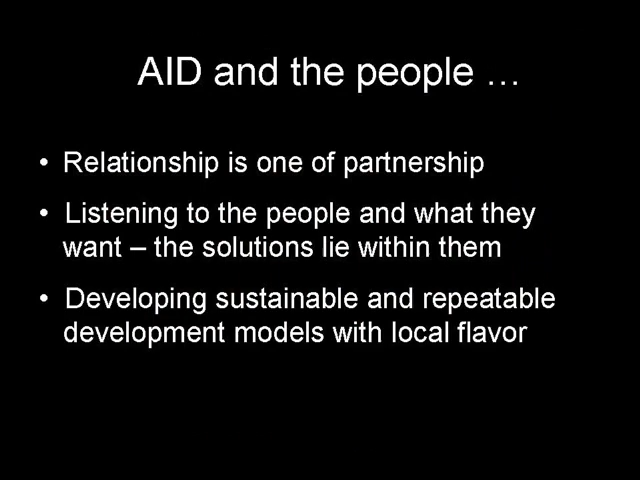 AID and the people …
• Relationship is one of partnership
• Listening to the people and what they
want – the solutions lie within them
• Developing sustainable and repeatable
development models with local flavor